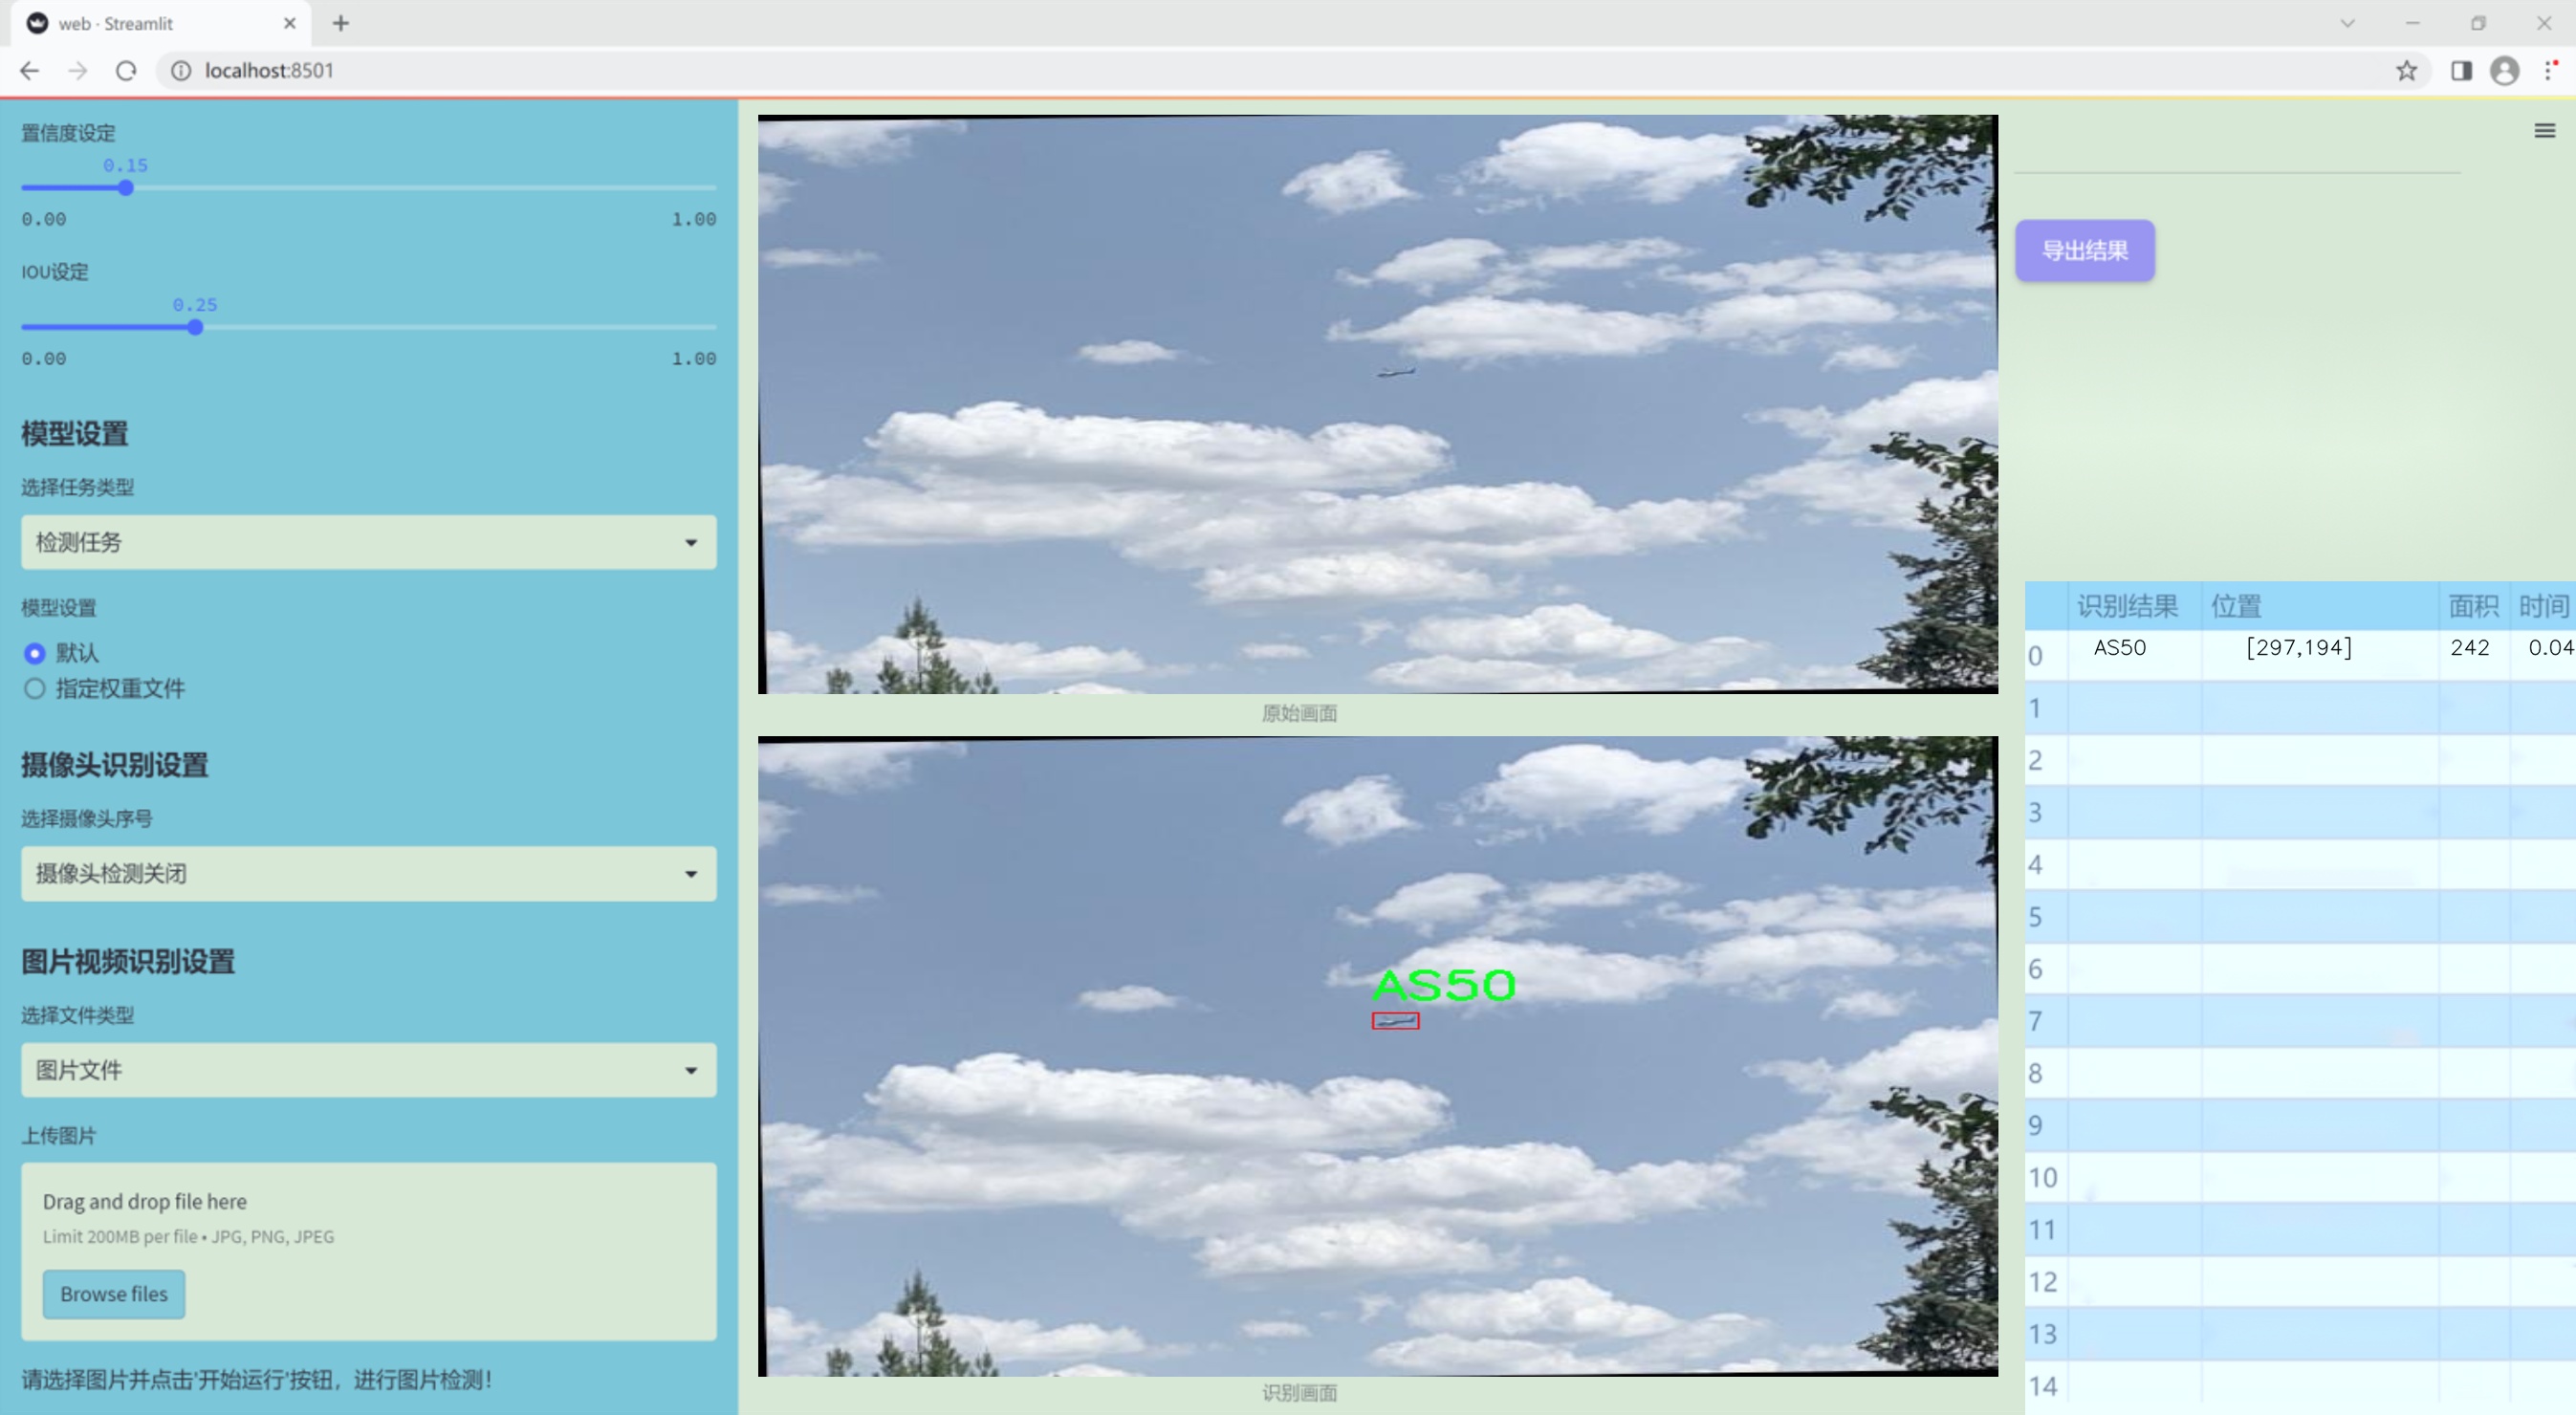 web · Streamlit
localhost:8501
置信度设定
0.15
0.00 1.00
IOU设定
0.25
0.00 1.00
模型设置
选择任务类型
检测任务
模型设置
默认
指定权重文件
摄像头识别设置
选择摄像头序号
摄像头检测关闭
图片视频识别设置
选择文件类型
图片文件
上传图片
Drag and drop file here
Limit 200MB per file • JPG, PNG, JPEG
Browse files
请选择图片并点击'开始运行'按钮，进行图片检测！
原始画面
AS50
识别画面
导出结果
识别结果 位置 面积 时间
0 AS50 [297,194] 242 0.04
1
2
3
4
5
6
7
8
9
10
11
12
13
14